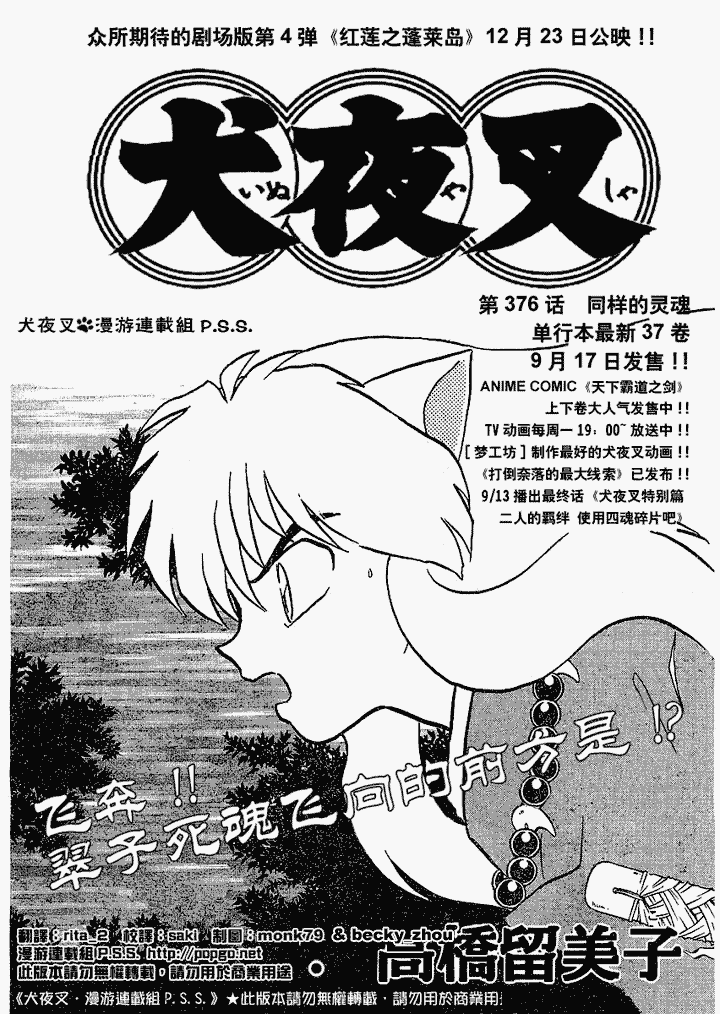 众所期待的剧场版第4弹《红莲之蓬莱岛》12月23日公映!!
犬夜叉
いぬ や しゃ
第376话 同样的灵魂
犬夜叉 漫游連載組 P.S.S.
单行本最新37卷
9月17日发售!!
ANIME COMIC《天下霸道之剑》
上下卷大人气发售中!!
TV动画每周一19：00~放送中!!
[梦工坊]制作最好的犬夜叉动画!!
《打倒奈落的最大线索》已发布!!
9/13播出最终话《犬夜叉特别篇
二人的羁绊 使用四魂碎片吧》
飞奔!!
翠子死魂飞向的前方是!?
翻譯:rita_2 校譯:saki 制圖:monk79 & becky zhou
漫游連載組P.S.S. http://popgo.net
此版本請勿無權轉載,請勿用於商業用途
高橋留美子
《犬夜叉·漫游連載組P.S.S.》★此版本請勿無權轉載,請勿用於商業用